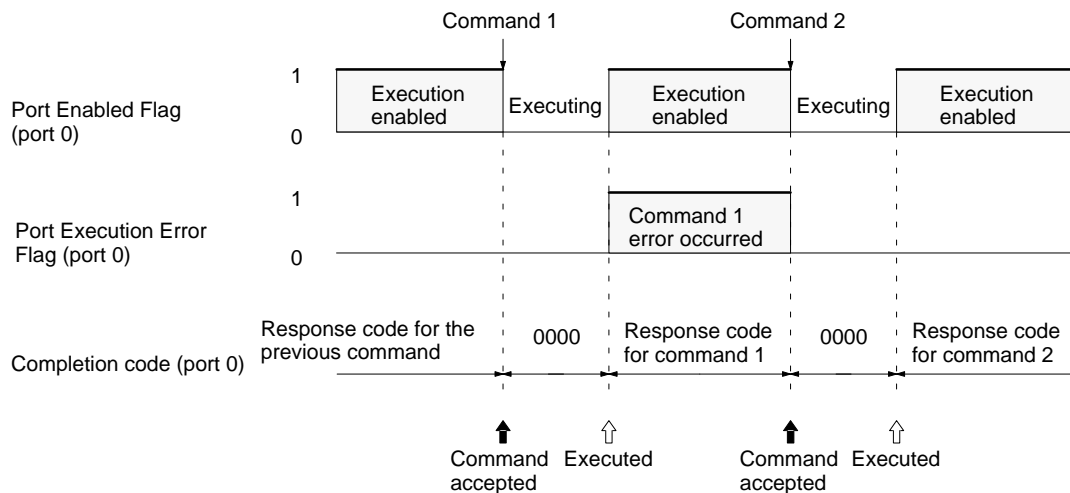 Command 1
Command 2
1
Port Enabled Flag
(port 0)
Execution
enabled
Executing
Execution
enabled
Executing
Execution
enabled
0
1
Port Execution Error
Flag (port 0)
Command 1
error occurred
0
Response code for the
previous command
0000
Response code
for command 1
0000
Response code
for command 2
Completion code (port 0)
Command
accepted
Executed
Command
accepted
Executed